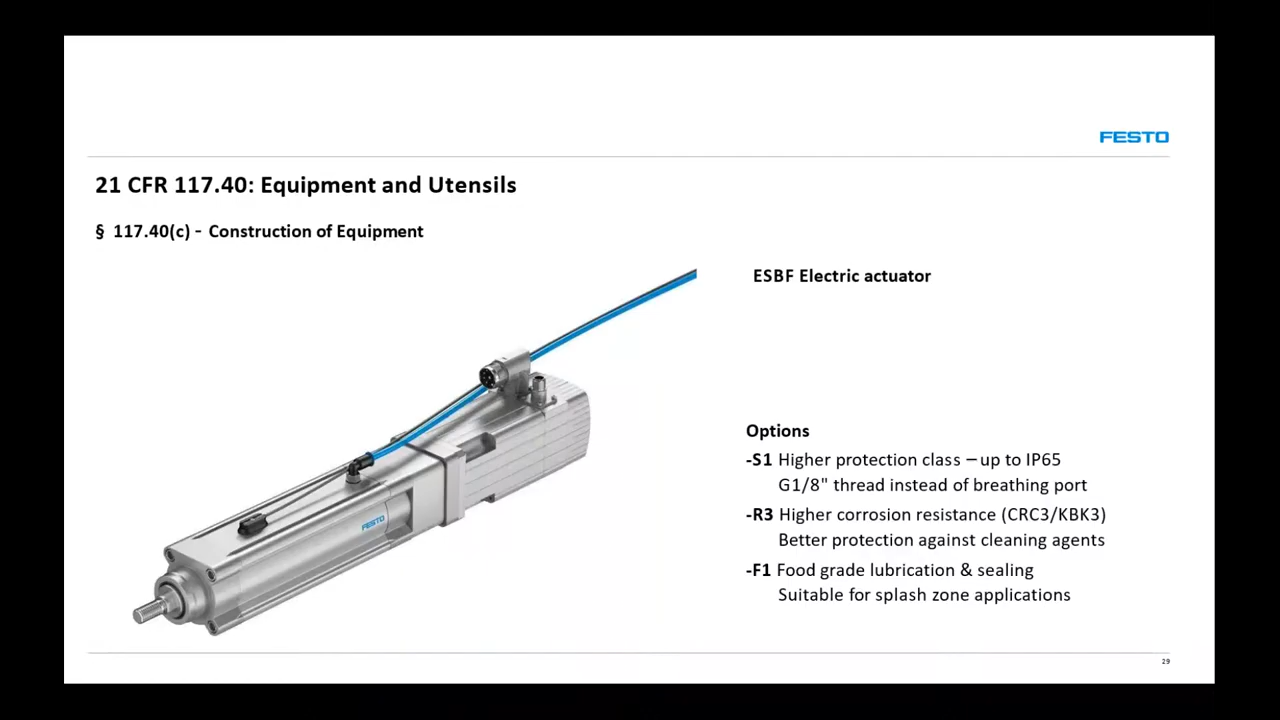 FESTO
21 CFR 117.40: Equipment and Utensils
§ 117.40(c) - Construction of Equipment
ESBF Electric actuator
FESTO
Options
-S1 Higher protection class – up to IP65
G1/8" thread instead of breathing port
-R3 Higher corrosion resistance (CRC3/KBK3)
Better protection against cleaning agents
-F1 Food grade lubrication & sealing
Suitable for splash zone applications
29